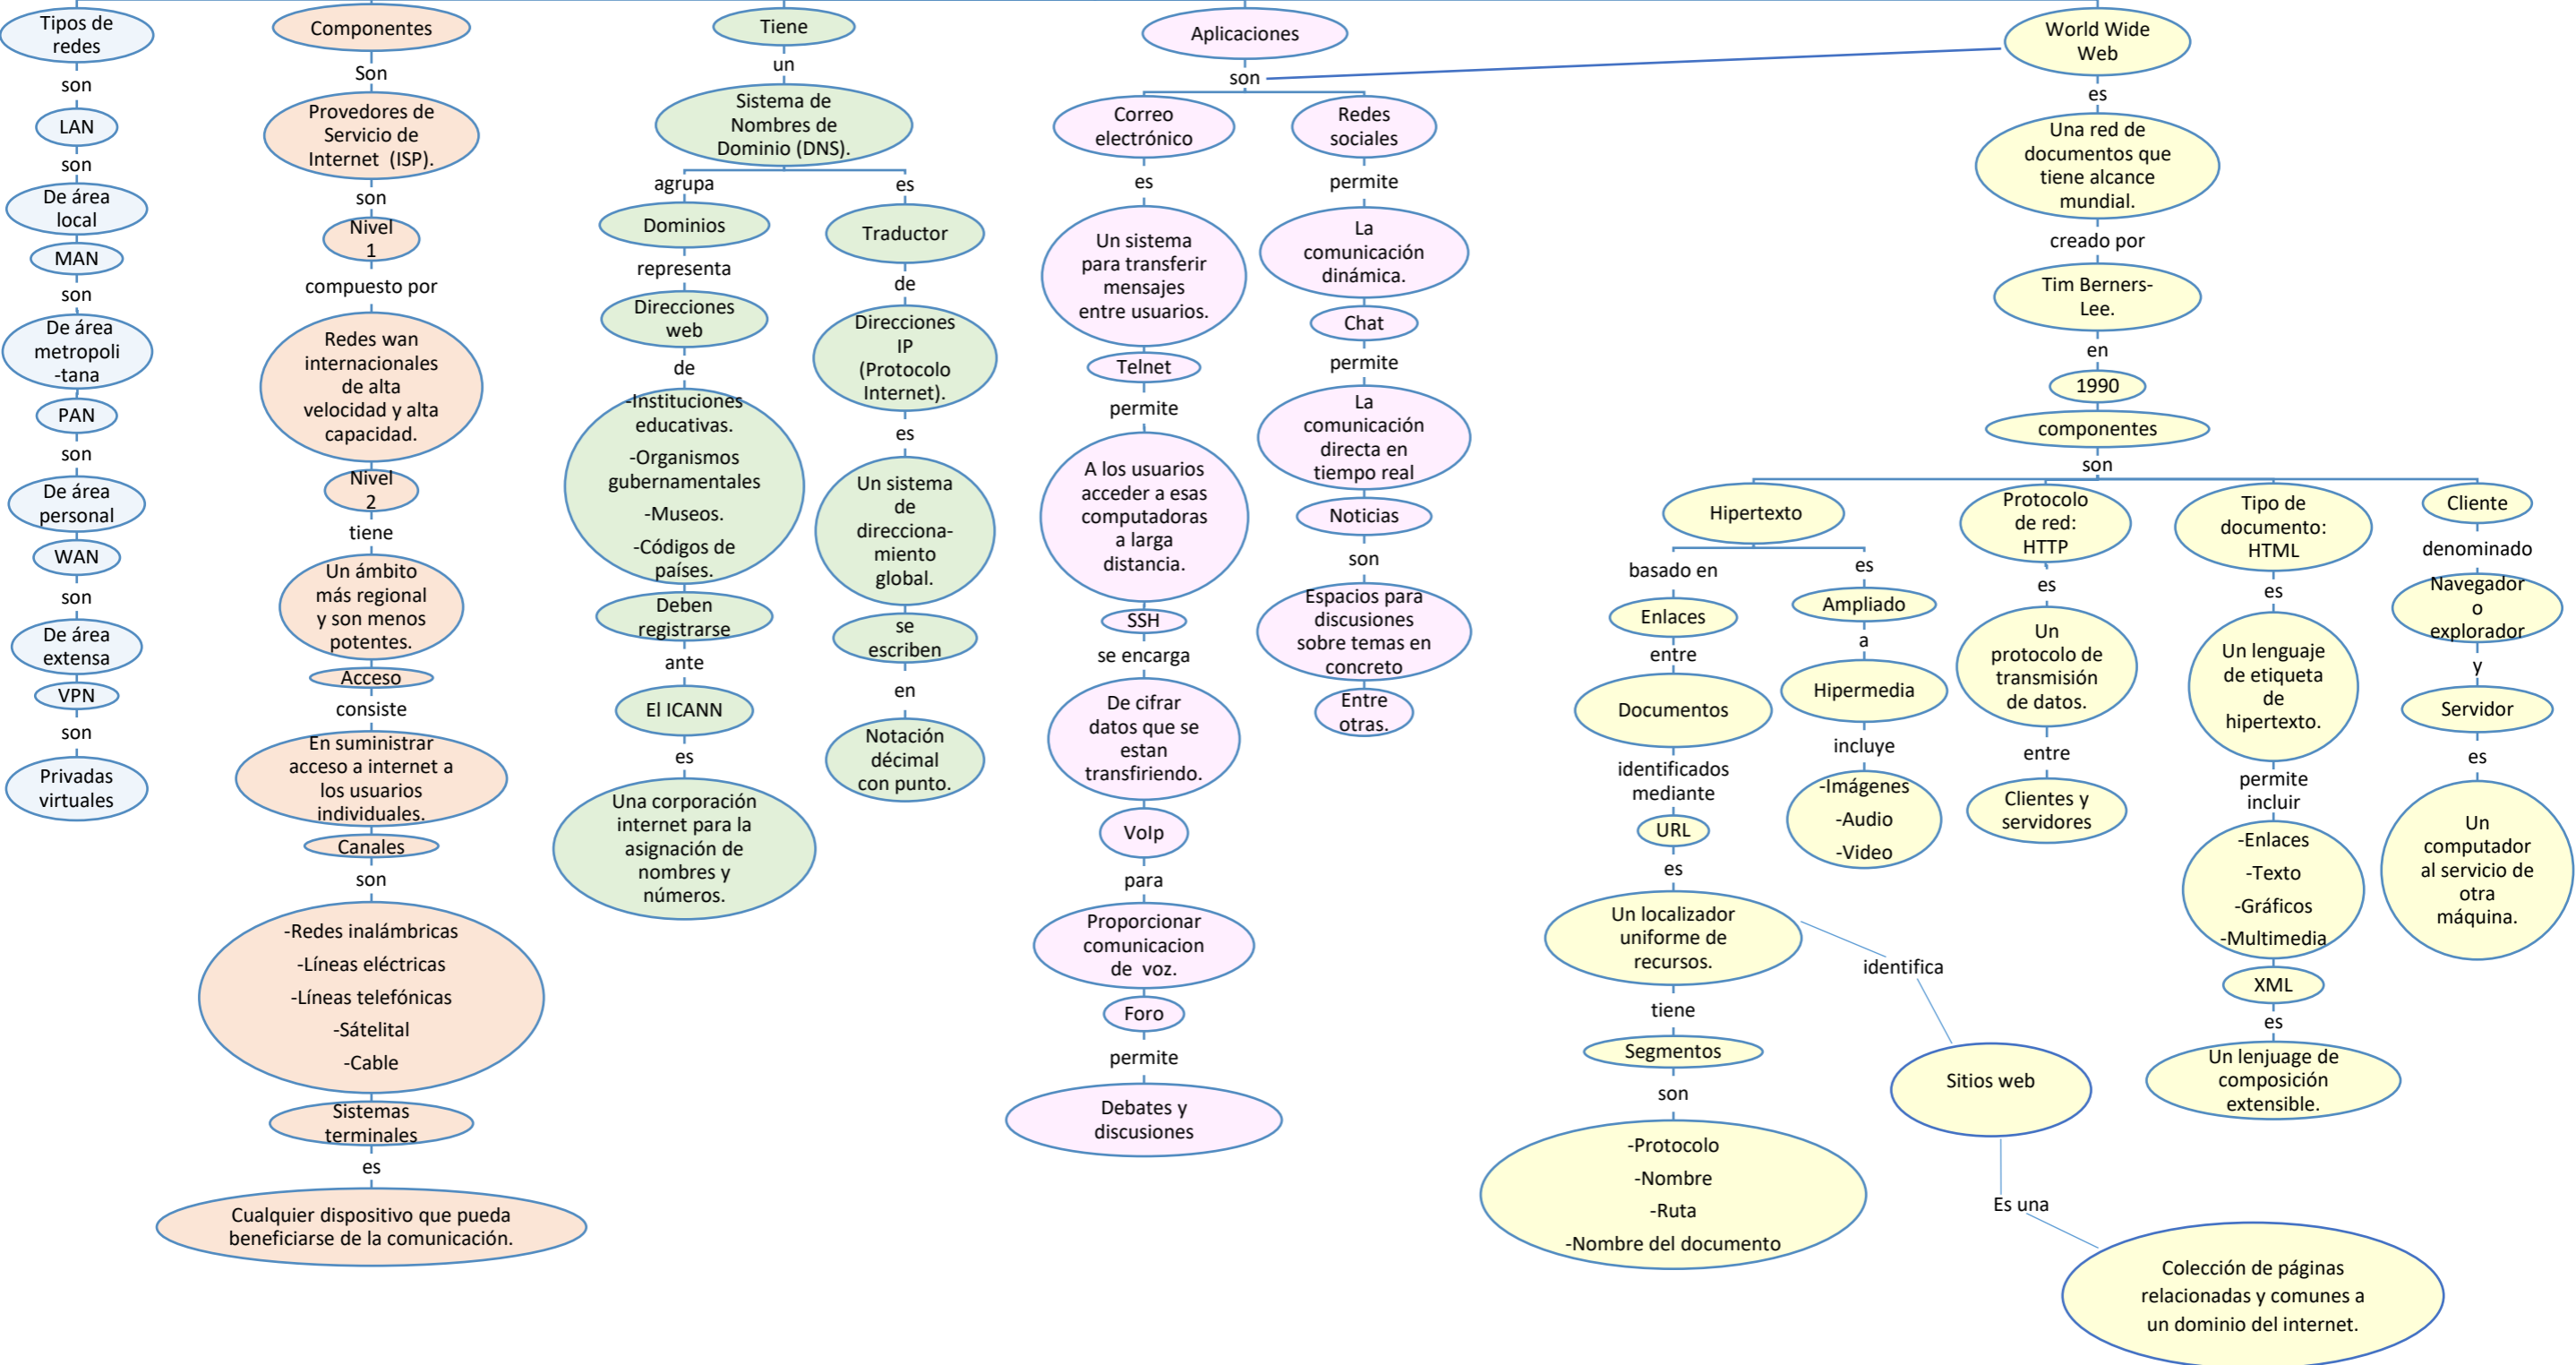 Tipos de
redes
son
LAN
son
De área
local
MAN
son
De área
metropoli
-tana
PAN
son
De área
personal
WAN
son
De área
extensa
VPN
son
Privadas
virtuales
Componentes
Son
Provedores de
Servicio de
Internet (ISP).
son
Nivel
1
compuesto por
Redes wan
internacionales
de alta
velocidad y alta
capacidad.
Nivel
2
tiene
Un ámbito
más regional
y son menos
potentes.
Acceso
consiste
En suministrar
acceso a internet a
los usuarios
individuales.
Canales
son
-Redes inalámbricas
-Líneas eléctricas
-Líneas telefónicas
-Sátelital
-Cable
Sistemas
terminales
es
Cualquier dispositivo que pueda
beneficiarse de la comunicación.
Tiene
un
Sistema de
Nombres de
Dominio (DNS).
agrupa
Dominios
representa
Direcciones
web
de
-Instituciones
educativas.
-Organismos
gubernamentales
-Museos.
-Códigos de
países.
Deben
registrarse
ante
El ICANN
es
Una corporación
internet para la
asignación de
nombres y
números.
es
Traductor
de
Direcciones
IP
(Protocolo
Internet).
es
Un sistema
de
direcciona-
miento
global.
se
escriben
en
Notación
décimal
con punto.
Aplicaciones
son
Correo
electrónico
es
Un sistema
para transferir
mensajes
entre usuarios.
Telnet
permite
A los usuarios
acceder a esas
computadoras
a larga
distancia.
SSH
se encarga
De cifrar
datos que se
estan
transfiriendo.
VoIp
para
Proporcionar
comunicacion
de voz.
Foro
permite
Debates y
discusiones
Redes
sociales
permite
La
comunicación
dinámica.
Chat
permite
La
comunicación
directa en
tiempo real
Noticias
son
Espacios para
discusiones
sobre temas en
concreto
Entre
otras.
World Wide
Web
es
Una red de
documentos que
tiene alcance
mundial.
creado por
Tim Berners-
Lee.
en
1990
componentes
son
Hipertexto
basado en
Enlaces
entre
Documentos
identificados
mediante
URL
es
Un localizador
uniforme de
recursos.
tiene
Segmentos
son
-Protocolo
-Nombre
-Ruta
-Nombre del documento
es
Ampliado
a
Hipermedia
incluye
-Imágenes
-Audio
-Video
identifica
Sitios web
Es una
Colección de páginas
relacionadas y comunes a
un dominio del internet.
Protocolo
de red:
HTTP
es
Un
protocolo de
transmisión
de datos.
entre
Clientes y
servidores
Tipo de
documento:
HTML
es
Un lenguaje
de etiqueta
de
hipertexto.
permite
incluir
-Enlaces
-Texto
-Gráficos
-Multimedia
XML
es
Un lenjuage de
composición
extensible.
Cliente
denominado
Navegador
o
explorador
y
Servidor
es
Un
computador
al servicio de
otra
máquina.